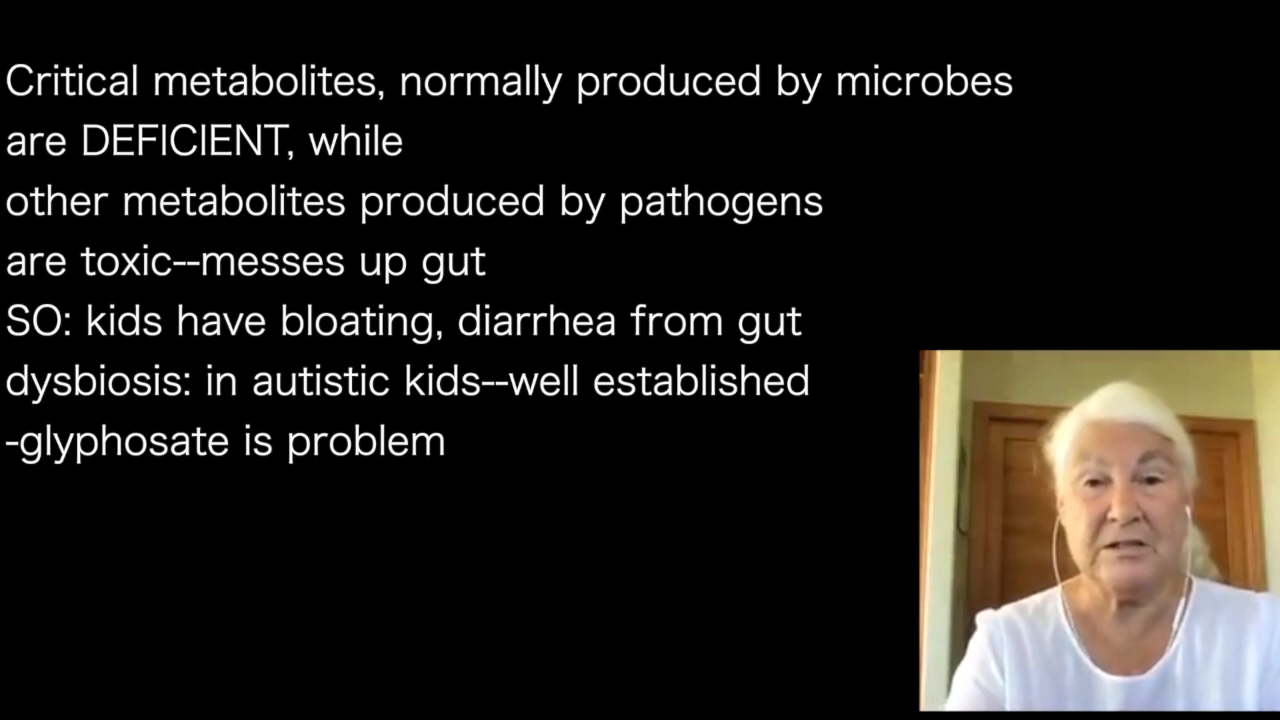 Critical metabolites, normally produced by microbes
are DEFICIENT, while
other metabolites produced by pathogens
are toxic--messes up gut
SO: kids have bloating, diarrhea from gut
dysbiosis: in autistic kids--well established
-glyphosate is problem